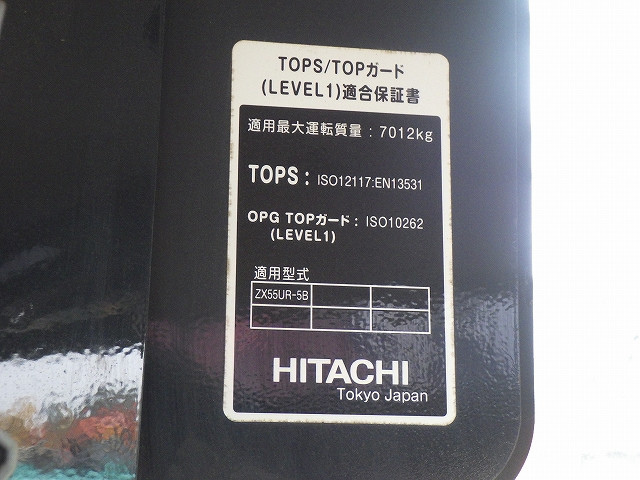 TOPS/TOPガード
(LEVEL1)適合保証書
適用最大運転質量：7012kg
TOPS：ISO12117:EN13531
OPG TOPガード：ISO10262
(LEVEL1)
適用型式
ZX55UR-5B
HITACHI
Tokyo Japan